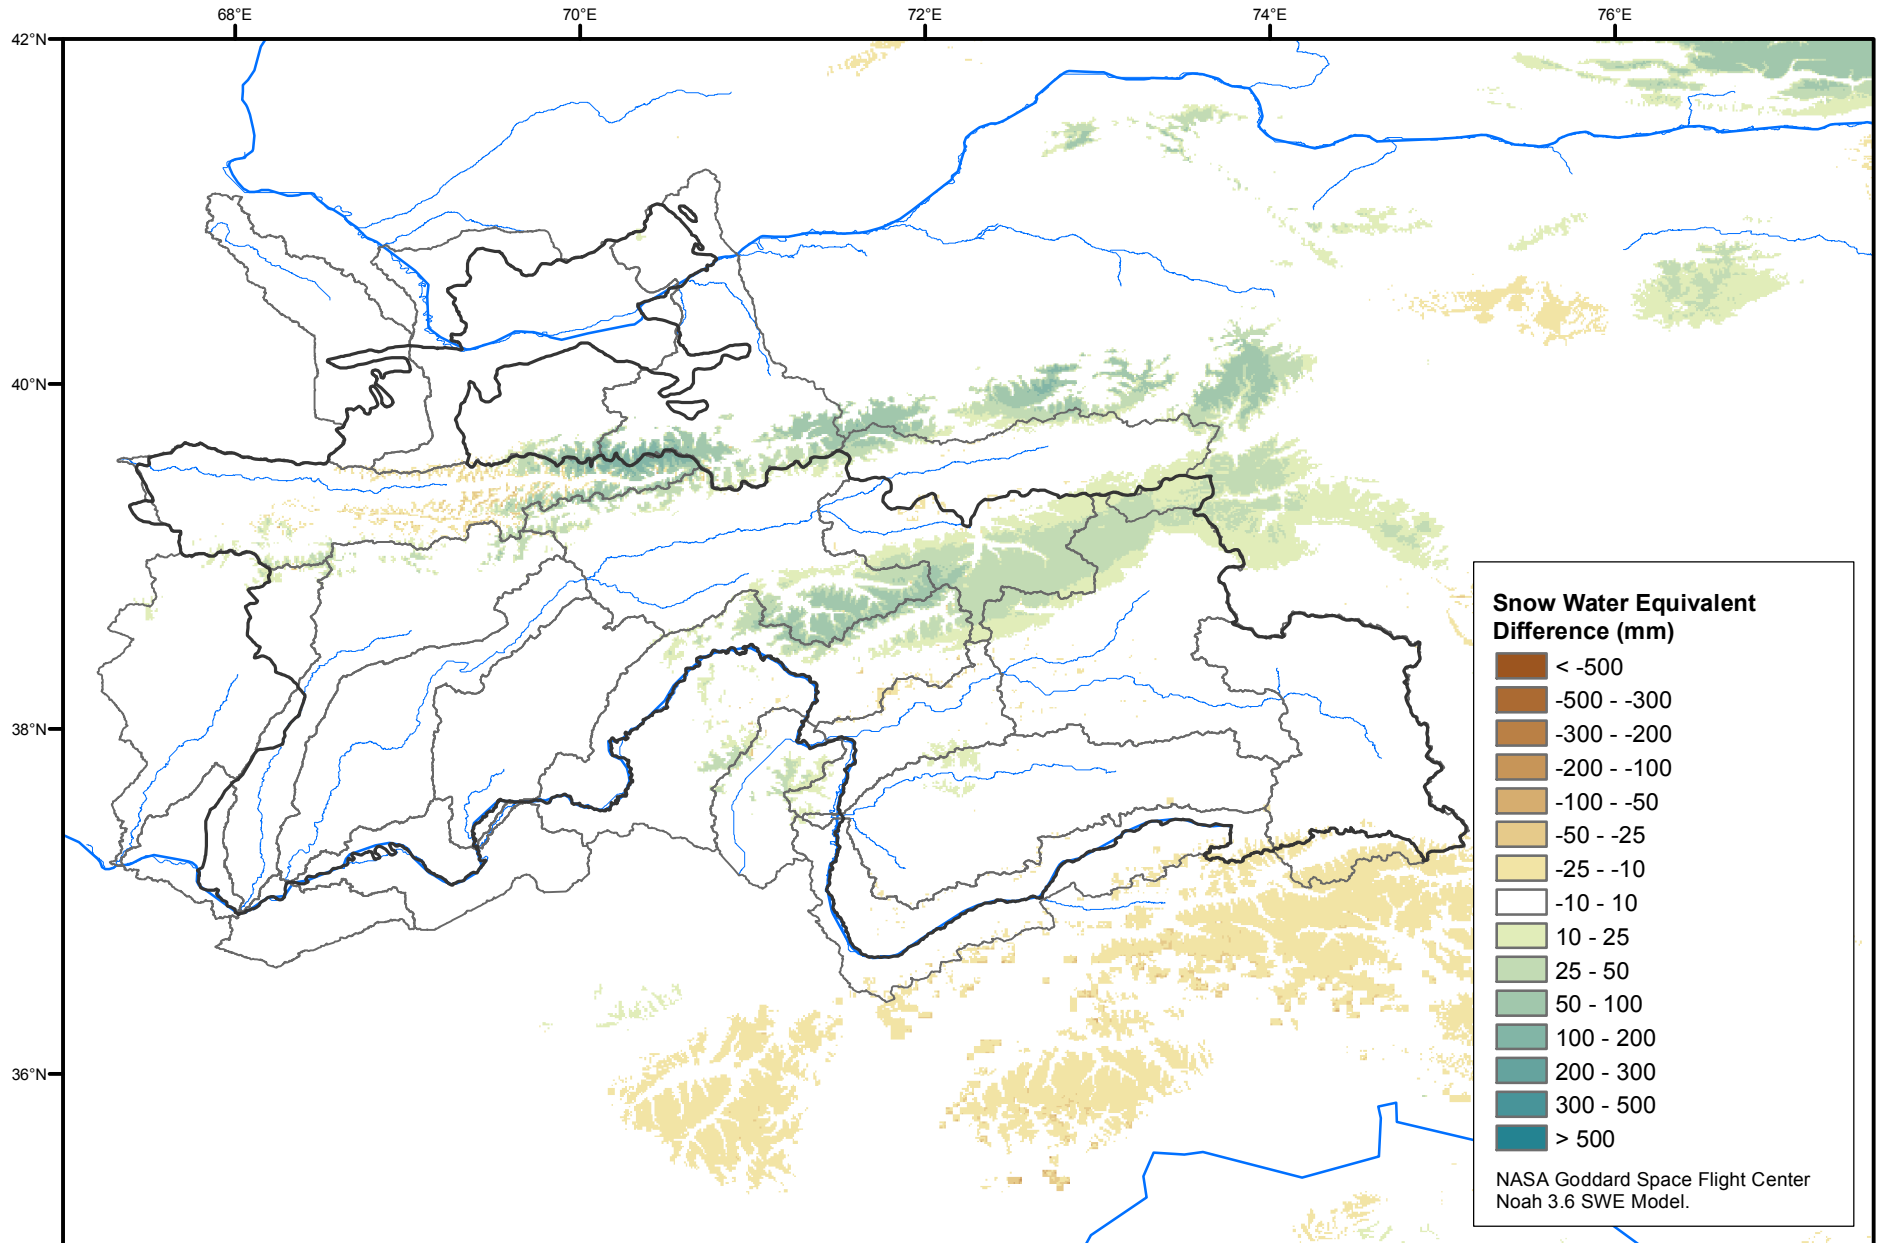 68°E
70°E
72°E
74°E
76°E
42°N
40°N
38°N
36°N
Snow Water Equivalent
Difference (mm)
< -500
-500 - -300
-300 - -200
-200 - -100
-100 - -50
-50 - -25
-25 - -10
-10 - 10
10 - 25
25 - 50
50 - 100
100 - 200
200 - 300
300 - 500
> 500
NASA Goddard Space Flight Center
Noah 3.6 SWE Model.